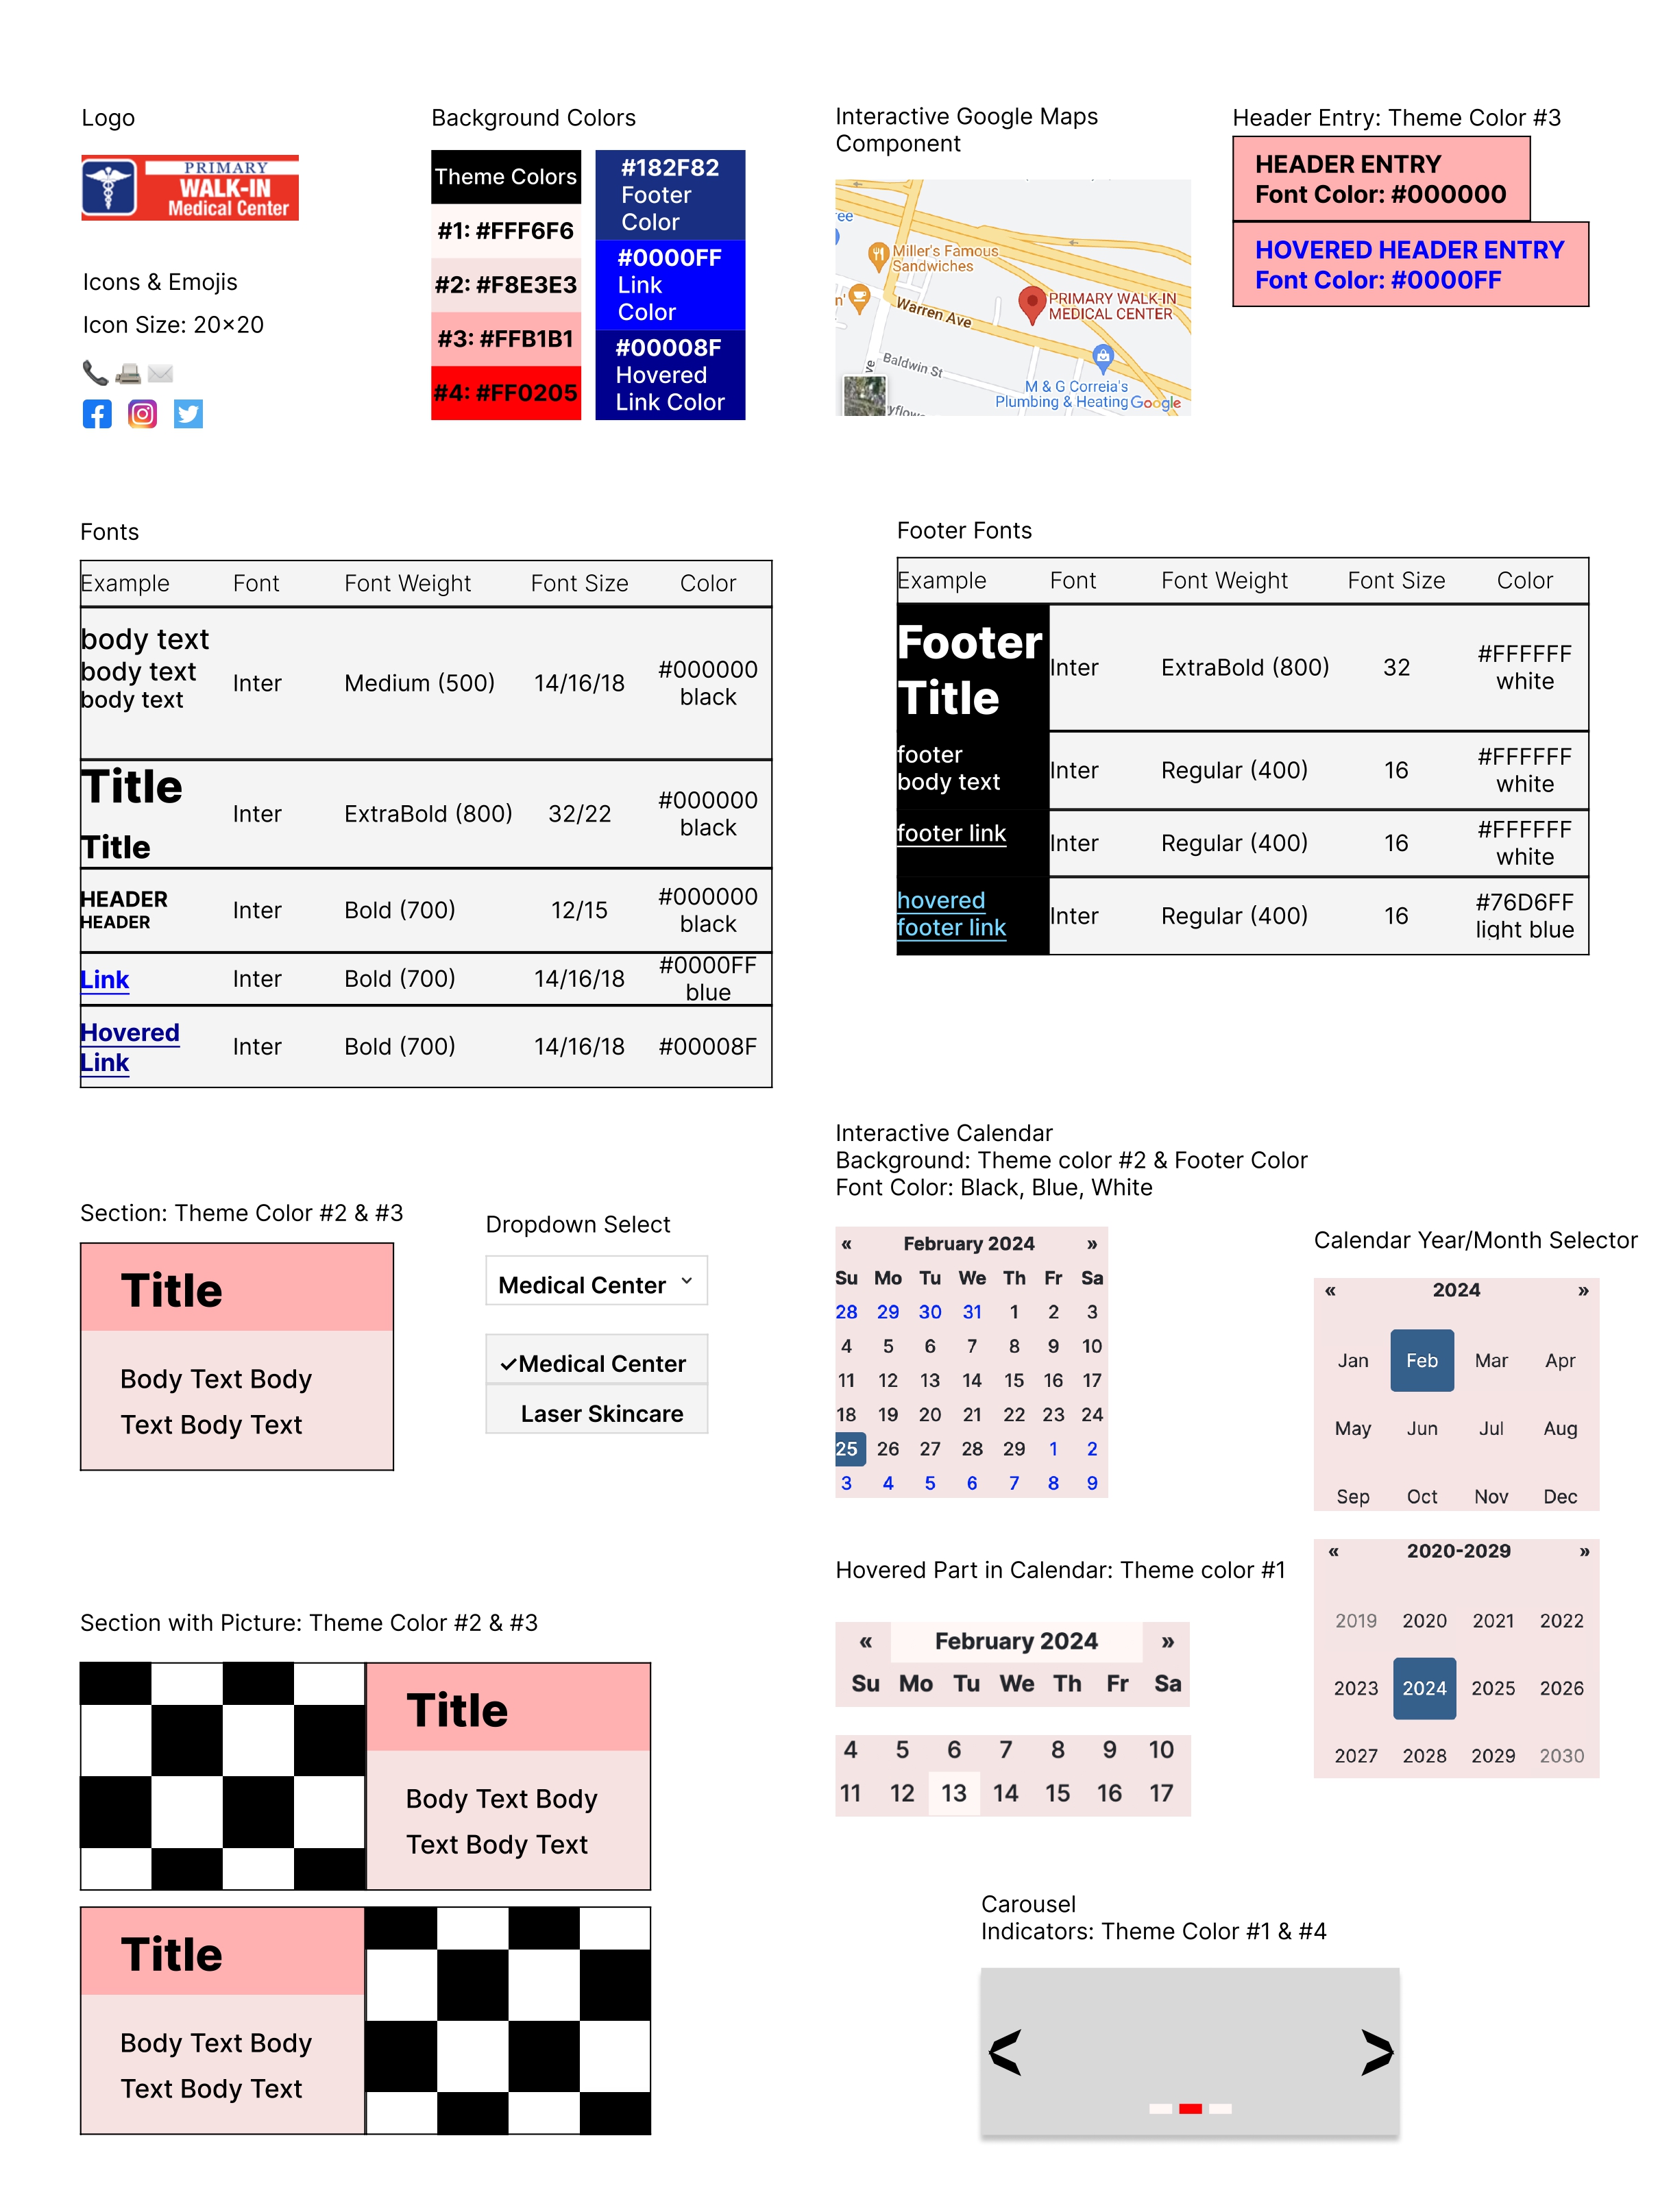 Logo
PRIMARY
WALK-IN
Medical Center
Icons & Emojis
Icon Size: 20×20
Background Colors
Theme Colors
#1: #FFF6F6
#2: #F8E3E3
#3: #FFB1B1
#4: #FF0205
#182F82
Footer
Color
#0000FF
Link
Color
#00008F
Hovered
Link Color
Interactive Google Maps
Component
ree
Miller's Famous
Sandwiches
n'
Warren Ave
PRIMARY WALK-IN
MEDICAL CENTER
Baldwin St
ve
M & G Correia's
Plumbing & Heating
Google
yflow
Header Entry: Theme Color #3
HEADER ENTRY
Font Color: #000000
HOVERED HEADER ENTRY
Font Color: #0000FF
Fonts
Example Font Font Weight Font Size Color
body text
body text
body text
Inter Medium (500) 14/16/18 #000000
black
Title
Title
Inter ExtraBold (800) 32/22 #000000
black
HEADER
HEADER
Inter Bold (700) 12/15 #000000
black
Link Inter Bold (700) 14/16/18 #0000FF
blue
Hovered
Link
Inter Bold (700) 14/16/18 #00008F
Footer Fonts
Example Font Font Weight Font Size Color
Footer
Title
Inter ExtraBold (800) 32 #FFFFFF
white
footer
body text
Inter Regular (400) 16 #FFFFFF
white
footer link Inter Regular (400) 16 #FFFFFF
white
hovered
footer link
Inter Regular (400) 16 #76D6FF
light blue
Section: Theme Color #2 & #3
Title
Body Text Body
Text Body Text
Dropdown Select
Medical Center
✓Medical Center
Laser Skincare
Interactive Calendar
Background: Theme color #2 & Footer Color
Font Color: Black, Blue, White
« February 2024 »
Su Mo Tu We Th Fr Sa
28 29 30 31 1 2 3
4 5 6 7 8 9 10
11 12 13 14 15 16 17
18 19 20 21 22 23 24
25 26 27 28 29 1 2
3 4 5 6 7 8 9
Calendar Year/Month Selector
« 2024 »
Jan Feb Mar Apr
May Jun Jul Aug
Sep Oct Nov Dec
« 2020-2029 »
2019 2020 2021 2022
2023 2024 2025 2026
2027 2028 2029 2030
Hovered Part in Calendar: Theme color #1
« February 2024 »
Su Mo Tu We Th Fr Sa
4 5 6 7 8 9 10
11 12 13 14 15 16 17
Section with Picture: Theme Color #2 & #3
Title
Body Text Body
Text Body Text
Title
Body Text Body
Text Body Text
Carousel
Indicators: Theme Color #1 & #4
< >